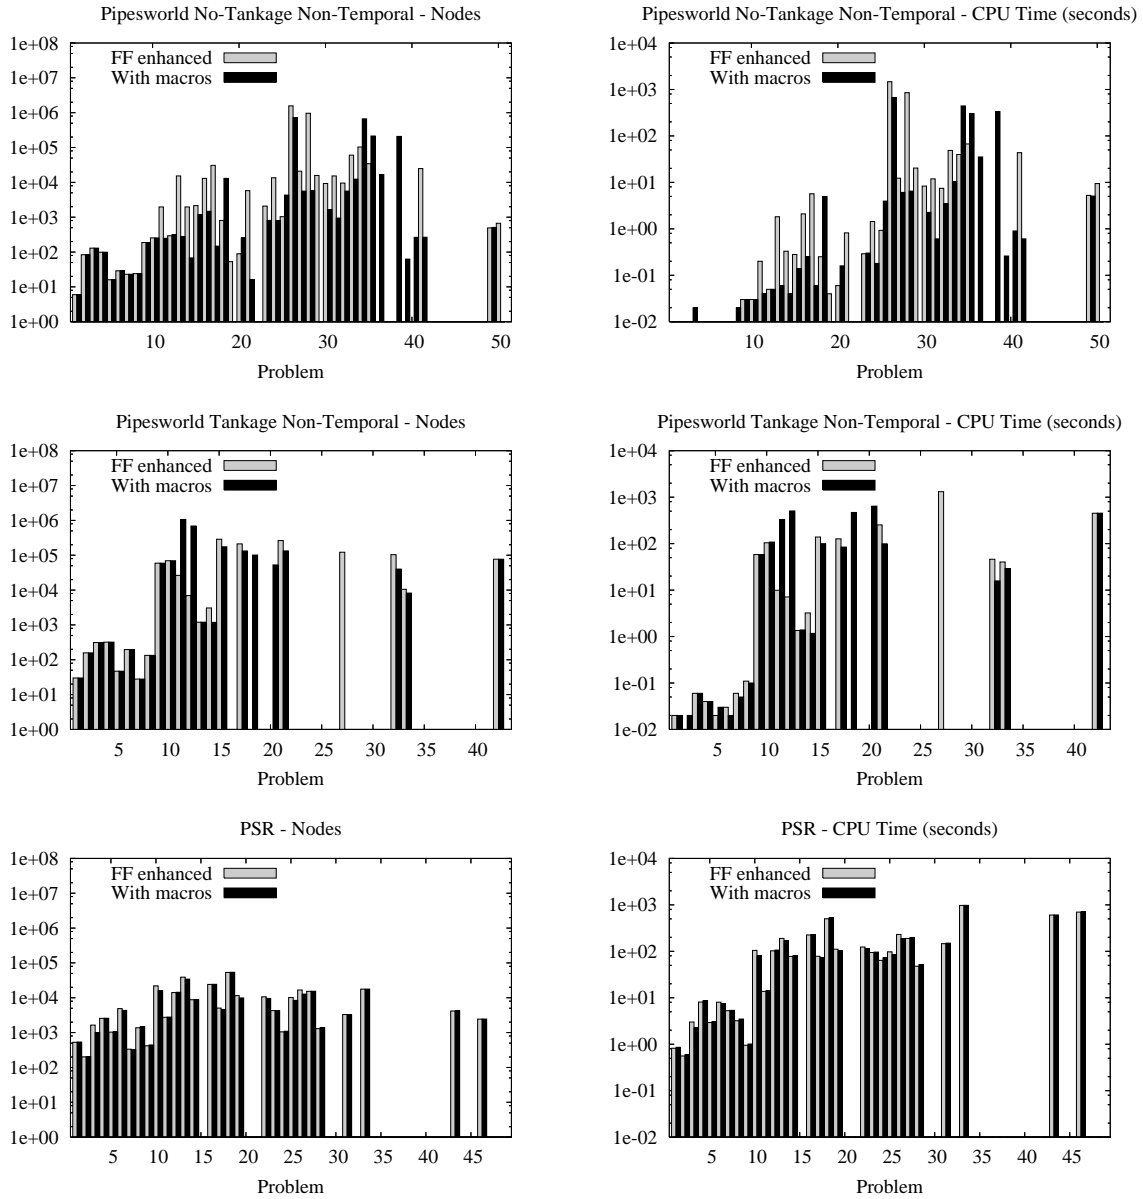 Pipesworld No-Tankage Non-Temporal - Nodes
1e+08
1e+07
1e+06
1e+05
1e+04
1e+03
1e+02
1e+01
1e+00
FF enhanced
With macros
10 20 30 40 50
Problem
Pipesworld No-Tankage Non-Temporal - CPU Time (seconds)
1e+04
1e+03
1e+02
1e+01
1e+00
1e-01
1e-02
FF enhanced
With macros
10 20 30 40 50
Problem
Pipesworld Tankage Non-Temporal - Nodes
1e+08
1e+07
1e+06
1e+05
1e+04
1e+03
1e+02
1e+01
1e+00
FF enhanced
With macros
5 10 15 20 25 30 35 40
Problem
Pipesworld Tankage Non-Temporal - CPU Time (seconds)
1e+04
1e+03
1e+02
1e+01
1e+00
1e-01
1e-02
FF enhanced
With macros
5 10 15 20 25 30 35 40
Problem
PSR - Nodes
1e+08
1e+07
1e+06
1e+05
1e+04
1e+03
1e+02
1e+01
1e+00
FF enhanced
With macros
5 10 15 20 25 30 35 40 45
Problem
PSR - CPU Time (seconds)
1e+04
1e+03
1e+02
1e+01
1e+00
1e-01
1e-02
FF enhanced
With macros
5 10 15 20 25 30 35 40 45
Problem